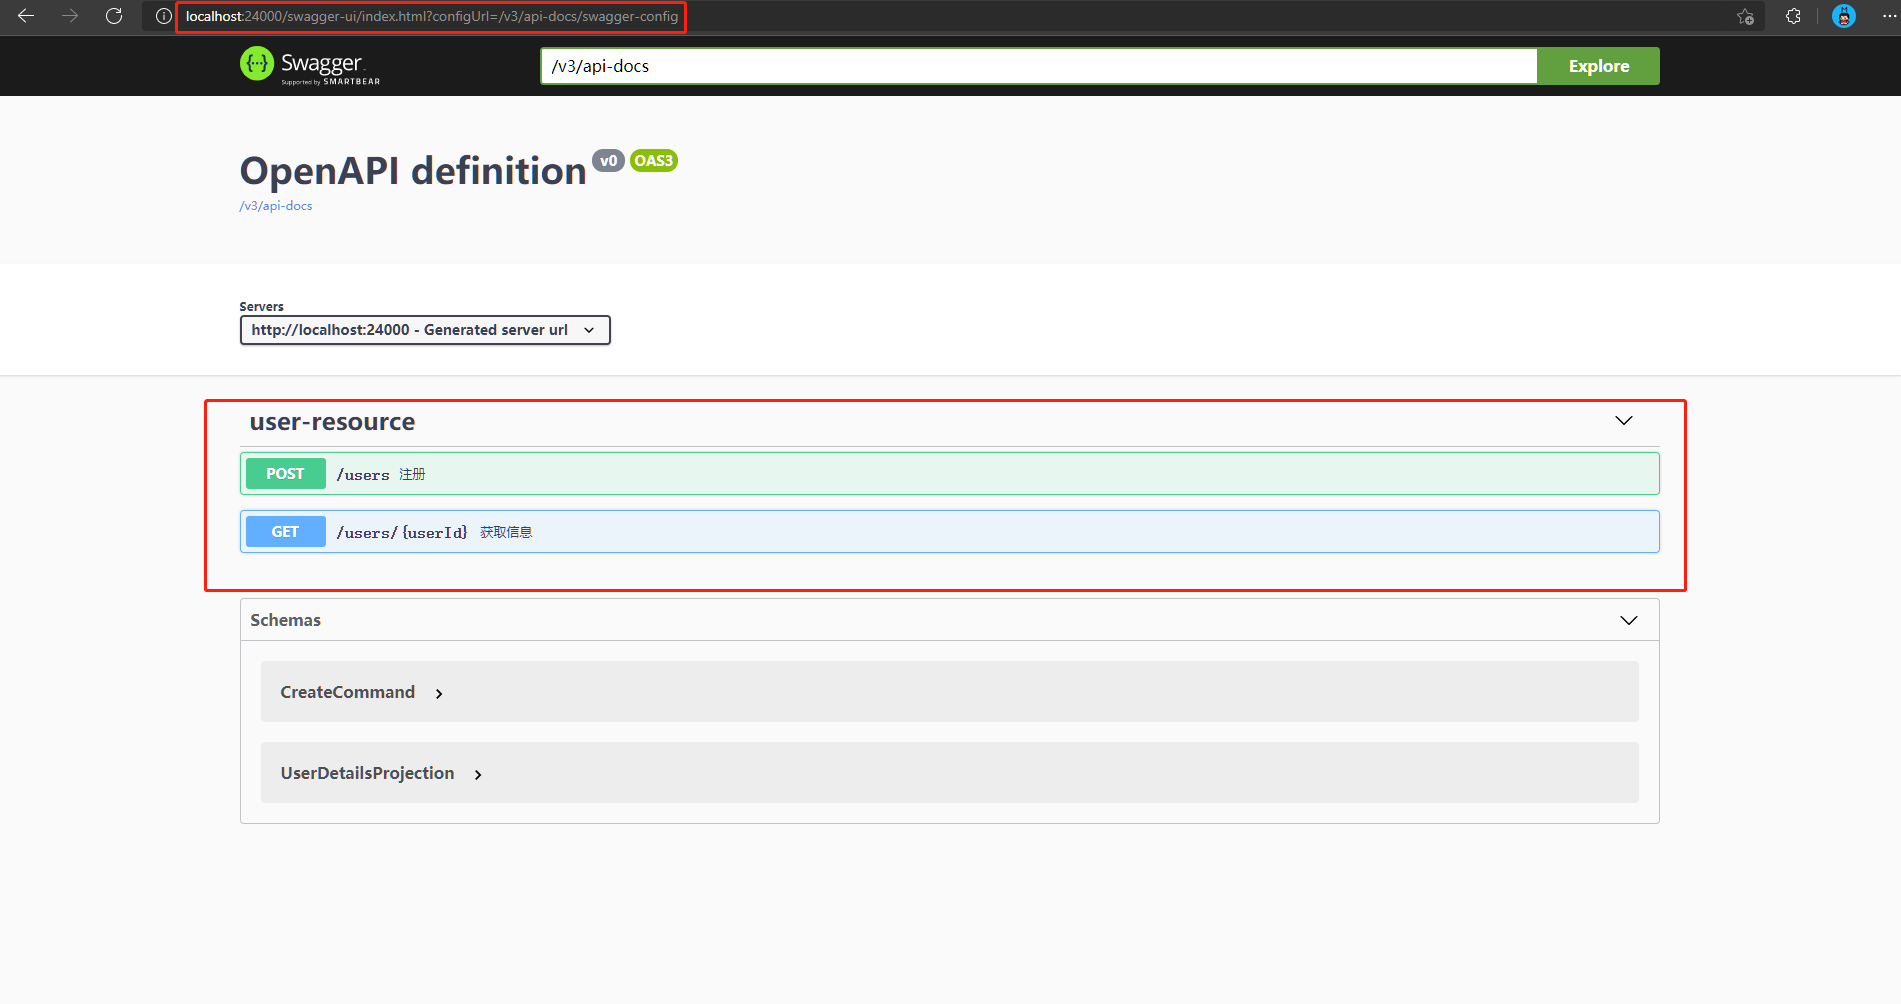 localhost:24000/swagger-ui/index.html?configUrl=/v3/api-docs/swagger-config
Swagger
Supported by SMARTBEAR
/v3/api-docs
Explore
OpenAPI definition v0 OAS3
/v3/api-docs
Servers
http://localhost:24000 - Generated server url
user-resource
POST /users 注册
GET /users/{userId} 获取信息
Schemas
CreateCommand
UserDetailsProjection